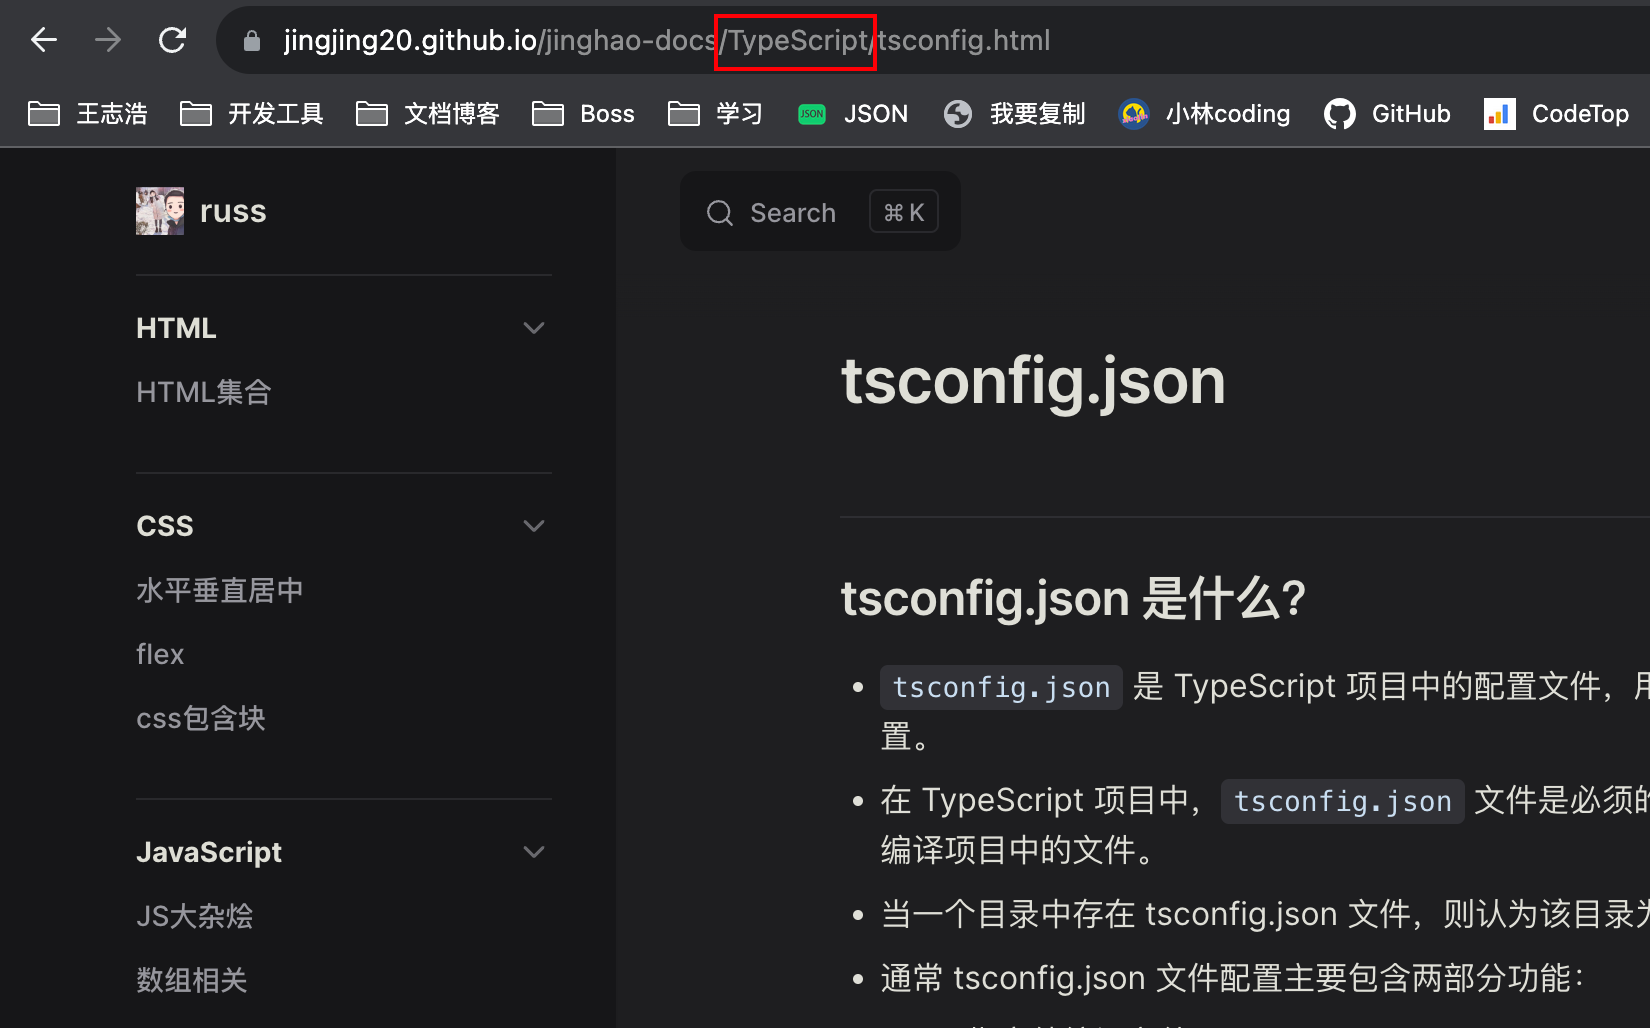 jingjing20.github.io/jinghao-docs/TypeScript/tsconfig.html
王志浩 开发工具 文档博客 Boss 学习 JSON JSON 我要复制 小林coding GitHub CodeTop
russ
Search ⌘ K
HTML
HTML集合
CSS
水平垂直居中
flex
css包含块
JavaScript
JS大杂烩
数组相关
tsconfig.json
tsconfig.json 是什么?
tsconfig.json 是 TypeScript 项目中的配置文件，用
置。
在 TypeScript 项目中， tsconfig.json 文件是必须的
编译项目中的文件。
当一个目录中存在 tsconfig.json 文件，则认为该目录为
通常 tsconfig.json 文件配置主要包含两部分功能：